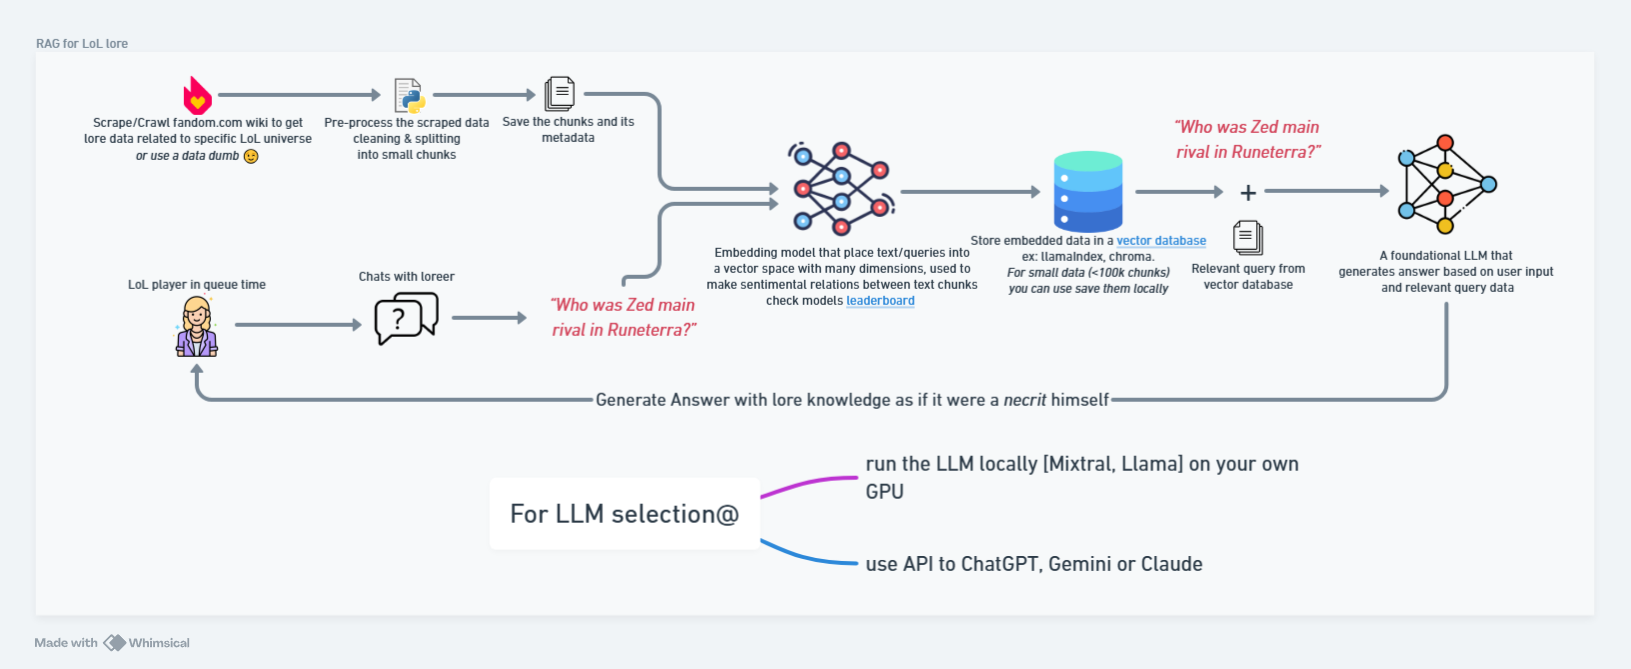 RAG for LoL lore
Scrape/Crawl fandom.com wiki to get
lore data related to specific LoL universe
or use a data dumb 😉
Pre-process the scraped data
cleaning & splitting
into small chunks
Save the chunks and its
metadata
LoL player in queue time
Chats with loreer
?
“Who was Zed main
rival in Runeterra?”
Embedding model that place text/queries into
a vector space with many dimensions, used to
make sentimental relations between text chunks
check models leaderboard
Store embedded data in a vector database
ex: llamaIndex, chroma.
For small data (<100k chunks)
you can use save them locally
“Who was Zed main
rival in Runeterra?”
+
Relevant query from
vector database
A foundational LLM that
generates answer based on user input
and relevant query data
Generate Answer with lore knowledge as if it were a necrit himself
For LLM selection@
run the LLM locally [Mixtral, Llama] on your own
GPU
use API to ChatGPT, Gemini or Claude
Made with Whimsical